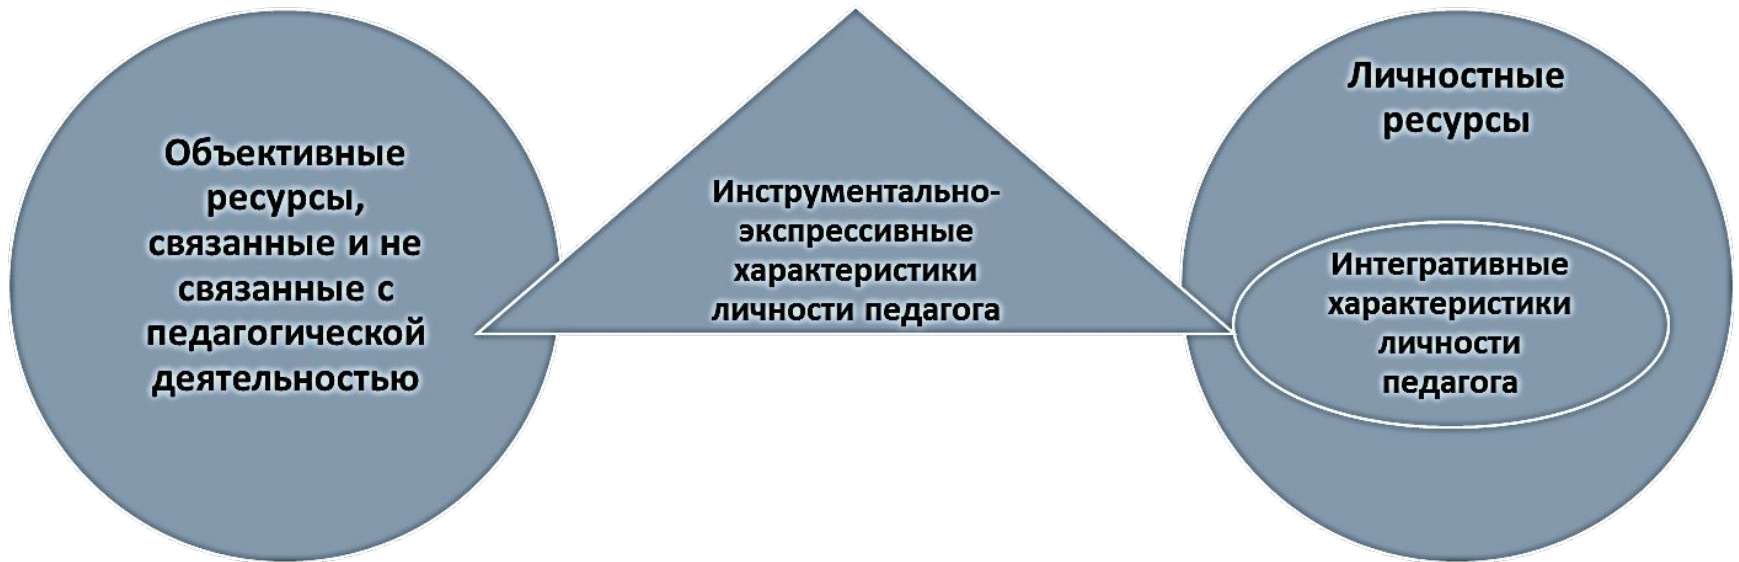 Объективные
ресурсы,
связанные и не
связанные с
педагогической
деятельностью
Инструментально-
экспрессивные
характеристики
личности педагога
Личностные
ресурсы
Интегративные
характеристики
личности
педагога